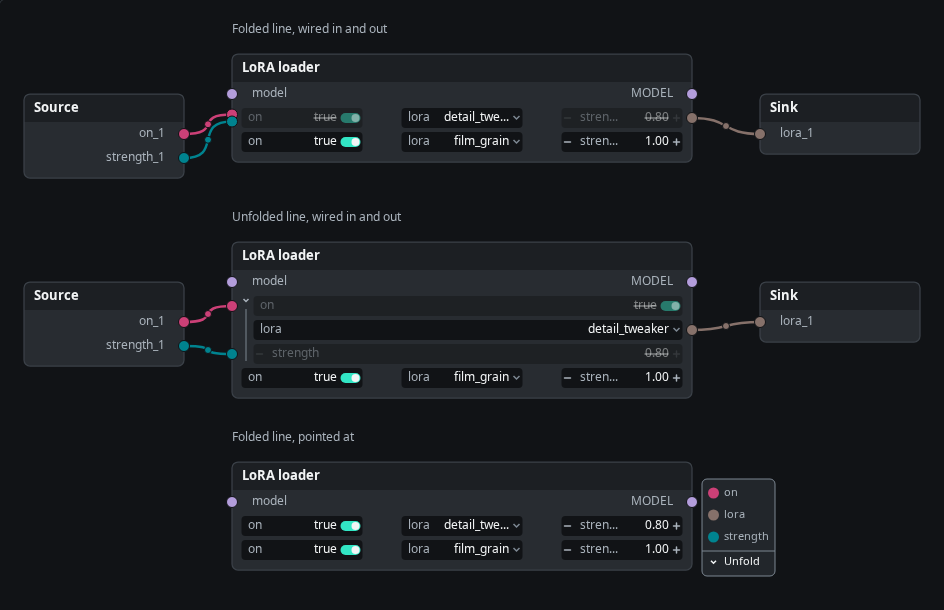 Folded line, wired in and out
LoRA loader
model MODEL
Source
on_1
strength_1
on true lora detail_twe... stren... 0.80
on true lora film_grain stren... 1.00
Sink
lora_1
Unfolded line, wired in and out
LoRA loader
model MODEL
Source
on_1
strength_1
on true
lora detail_tweaker
strength 0.80
on true lora film_grain stren... 1.00
Sink
lora_1
Folded line, pointed at
LoRA loader
model MODEL
on true lora detail_twe... stren... 0.80
on true lora film_grain stren... 1.00
on
lora
strength
Unfold